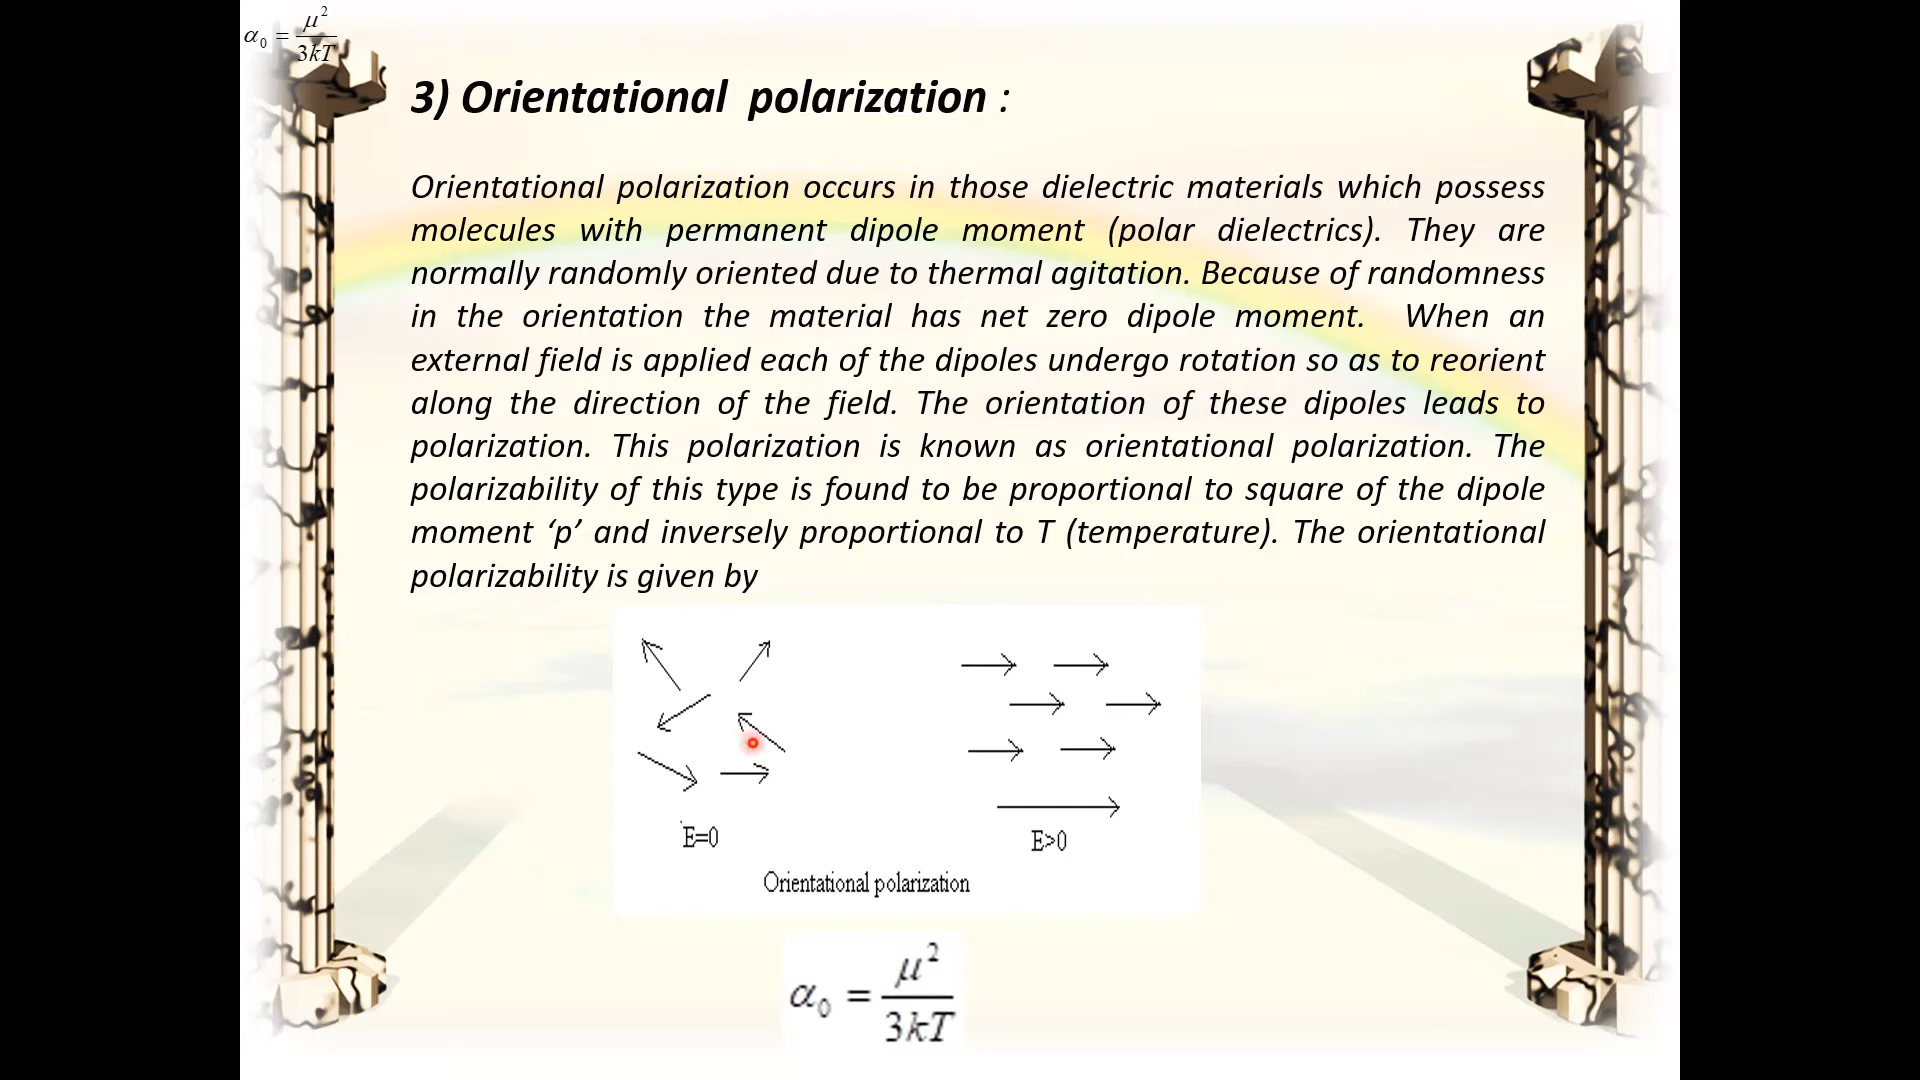 α₀ = μ²/3kT
3) Orientational polarization :
Orientational polarization occurs in those dielectric materials which possess
molecules with permanent dipole moment (polar dielectrics). They are
normally randomly oriented due to thermal agitation. Because of randomness
in the orientation the material has net zero dipole moment. When an
external field is applied each of the dipoles undergo rotation so as to reorient
along the direction of the field. The orientation of these dipoles leads to
polarization. This polarization is known as orientational polarization. The
polarizability of this type is found to be proportional to square of the dipole
moment ‘p’ and inversely proportional to T (temperature). The orientational
polarizability is given by
E=0
E>0
Orientational polarization
α₀ = μ²/3kT